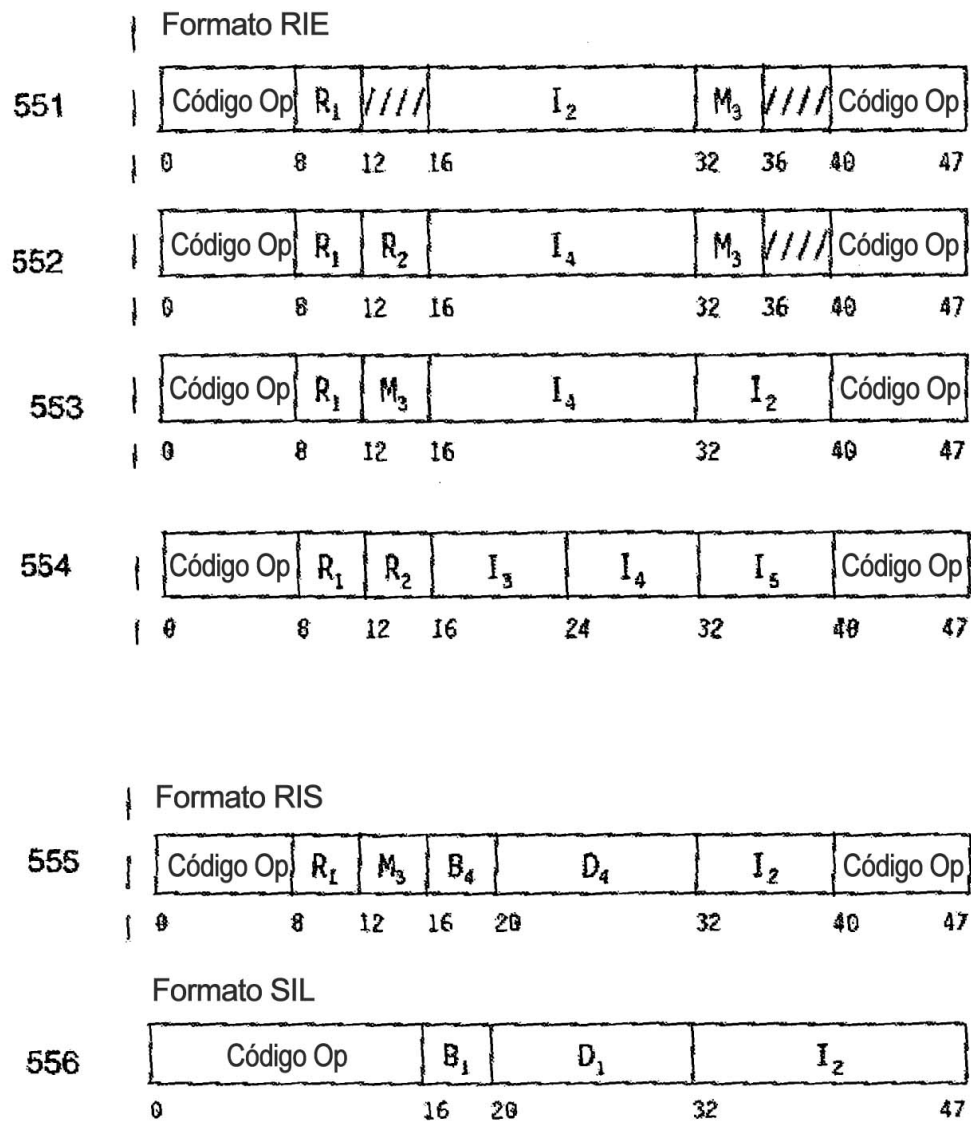 Formato RIE
551 Código Op R₁ //// I₂ M₃ //// Código Op
0 8 12 16 32 36 40 47
552 Código Op R₁ R₂ I₄ M₃ //// Código Op
0 8 12 16 32 36 40 47
553 Código Op R₁ M₃ I₄ I₂ Código Op
0 8 12 16 32 40 47
554 Código Op R₁ R₂ I₃ I₄ I₅ Código Op
0 8 12 16 24 32 40 47
Formato RIS
555 Código Op R₁ M₃ B₄ D₄ I₂ Código Op
0 8 12 16 20 32 40 47
Formato SIL
556 Código Op B₁ D₁ I₂
0 16 20 32 47